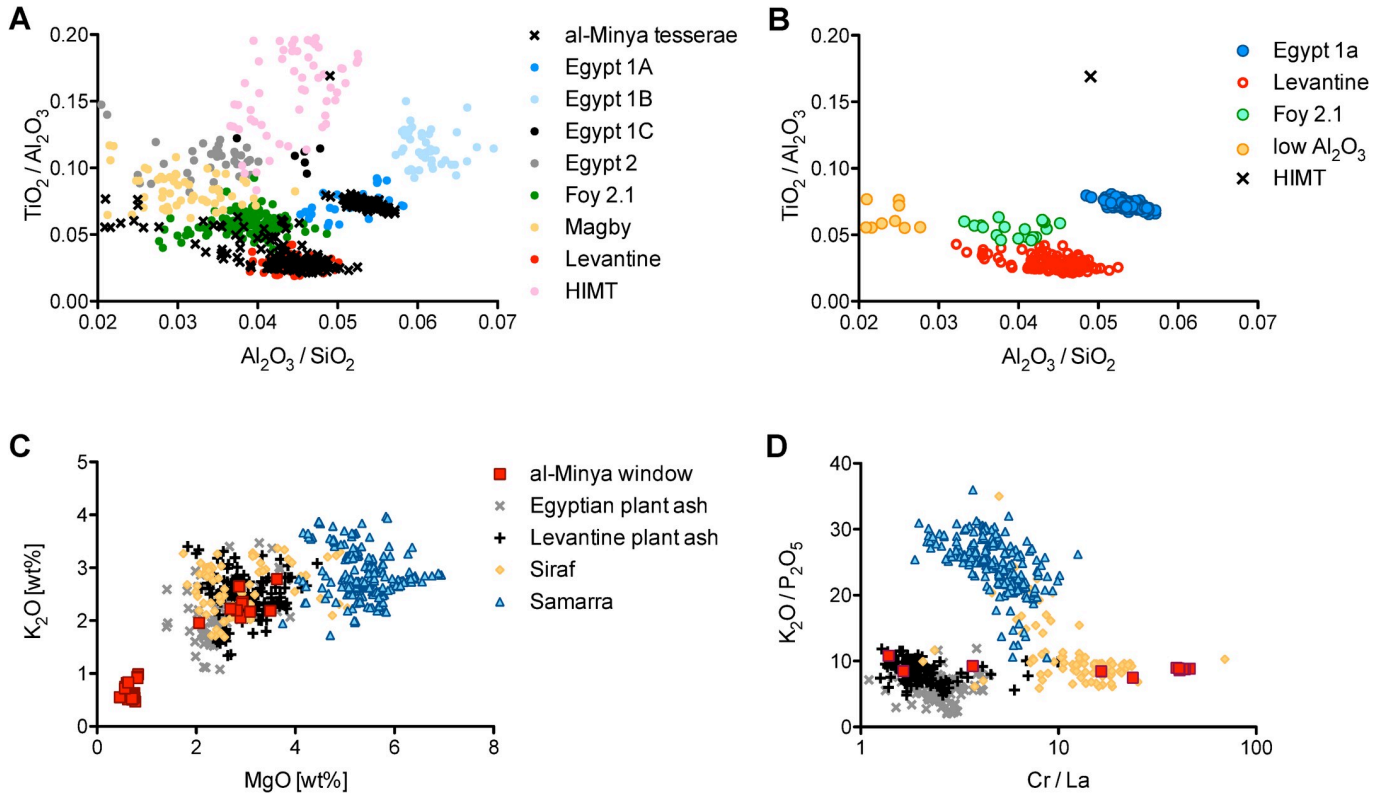 A
0.20
0.15
0.10
0.05
0.00
TiO₂ / Al₂O₃
0.02 0.03 0.04 0.05 0.06 0.07
Al₂O₃ / SiO₂
al-Minya tesserae
Egypt 1A
Egypt 1B
Egypt 1C
Egypt 2
Foy 2.1
Magby
Levantine
HIMT
B
0.20
0.15
0.10
0.05
0.00
TiO₂ / Al₂O₃
0.02 0.03 0.04 0.05 0.06 0.07
Al₂O₃ / SiO₂
Egypt 1a
Levantine
Foy 2.1
low Al₂O₃
HIMT
C
5
4
3
2
1
0
K₂O [wt%]
0 2 4 6 8
MgO [wt%]
al-Minya window
Egyptian plant ash
Levantine plant ash
Siraf
Samarra
D
40
30
20
10
0
K₂O / P₂O₅
1 10 100
Cr / La